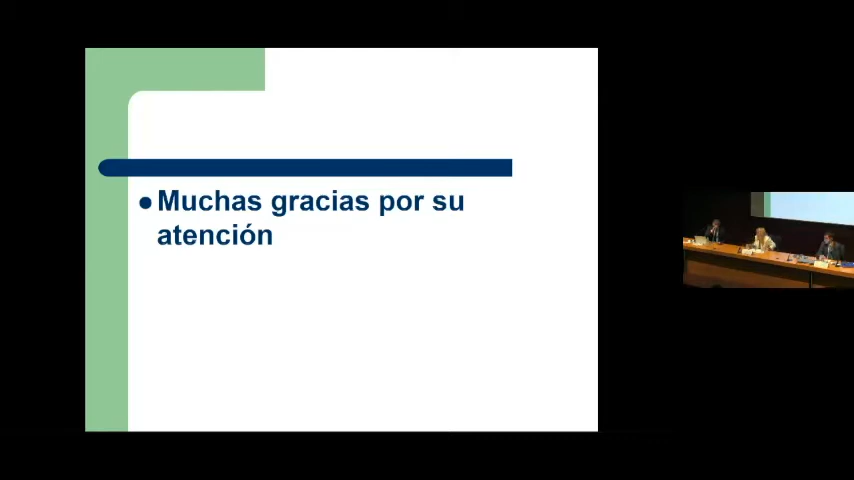 ● Muchas gracias por su
atención